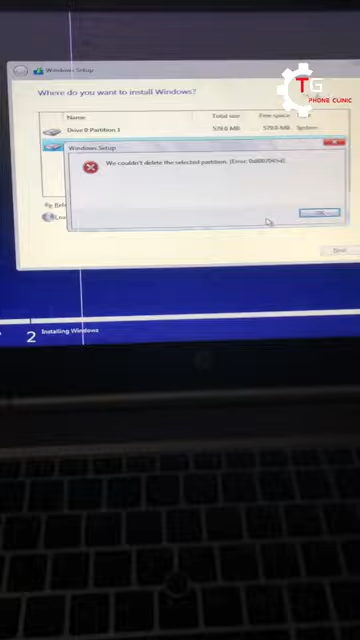 TG
PHONE CLINIC
Windows Setup
Where do you want to install Windows?
Name Total size Free space
Drive 0 Partition 1 579.0 MB 579.0 MB System
Windows Setup
We couldn't delete the selected partition. [Error:
OK
Next
2 Installing Windows